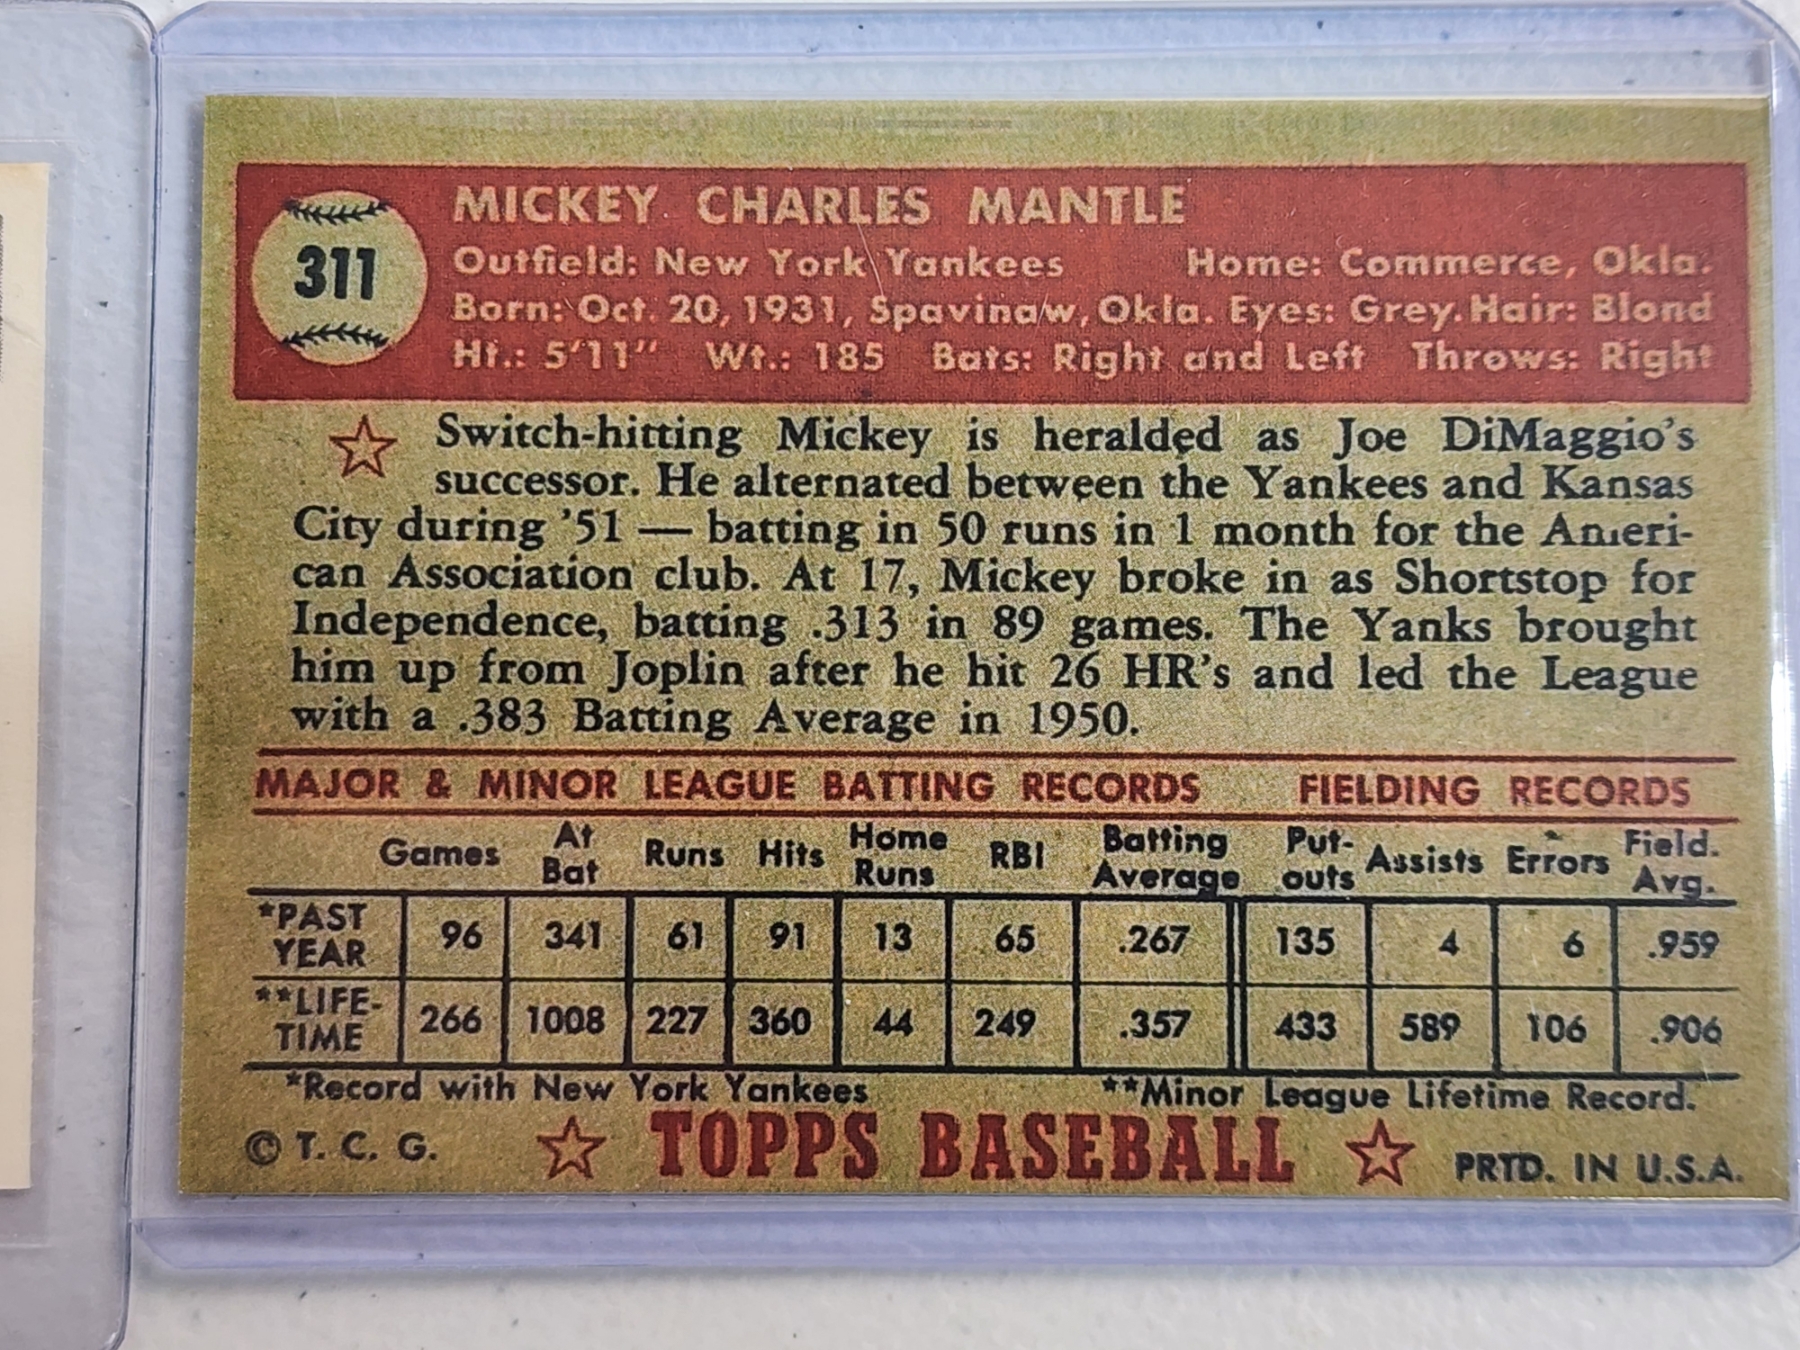 311
MICKEY CHARLES MANTLE
Outfield: New York Yankees Home: Commerce, Okla.
Born: Oct. 20, 1931, Spavinaw, Okla. Eyes: Grey. Hair: Blond
Ht.: 5'11" Wt.: 185 Bats: Right and Left Throws: Right
Switch-hitting Mickey is heralded as Joe DiMaggio's
successor. He alternated between the Yankees and Kansas
City during '51 — batting in 50 runs in 1 month for the Ameri-
can Association club. At 17, Mickey broke in as Shortstop for
Independence, batting .313 in 89 games. The Yanks brought
him up from Joplin after he hit 26 HR's and led the League
with a .383 Batting Average in 1950.
MAJOR & MINOR LEAGUE BATTING RECORDS FIELDING RECORDS
Games At Bat Runs Hits Home Runs RBI Batting Average Put-outs Assists Errors Field. Avg.
*PAST YEAR 96 341 61 91 13 65 .267 135 4 6 .959
**LIFE-TIME 266 1008 227 360 44 249 .357 433 589 106 .906
*Record with New York Yankees **Minor League Lifetime Record.
© T. C. G. TOPPS BASEBALL PRTD. IN U.S.A.